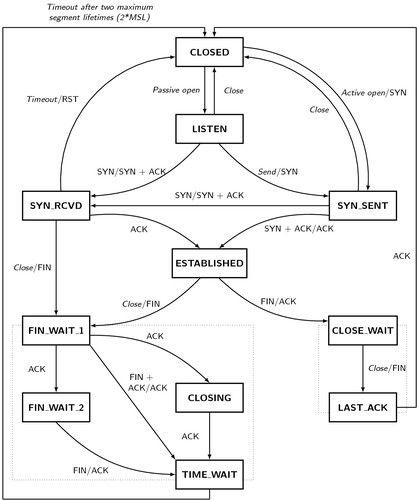 Timeout after two maximum
segment lifetimes (2*MSL)
CLOSED
Passive open
Close
Active open/SYN
Timeout/RST
Close
LISTEN
SYN/SYN + ACK
Send/SYN
SYN/SYN + ACK
SYN_RCVD
SYN_SENT
ACK
SYN + ACK/ACK
ACK
ESTABLISHED
Close/FIN
Close/FIN
FIN/ACK
FIN_WAIT_1
CLOSE_WAIT
ACK
ACK
FIN +
ACK/ACK
Close/FIN
FIN_WAIT_2
CLOSING
LAST_ACK
ACK
FIN/ACK
TIME_WAIT